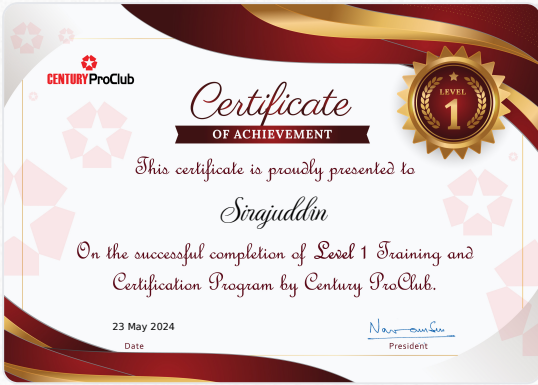 CENTURY ProClub
LEVEL
1
Certificate
OF ACHIEVEMENT
This certificate is proudly presented to
Sirajuddin
On the successful completion of Level 1 Training and
Certification Program by Century ProClub.
23 May 2024
Date
President